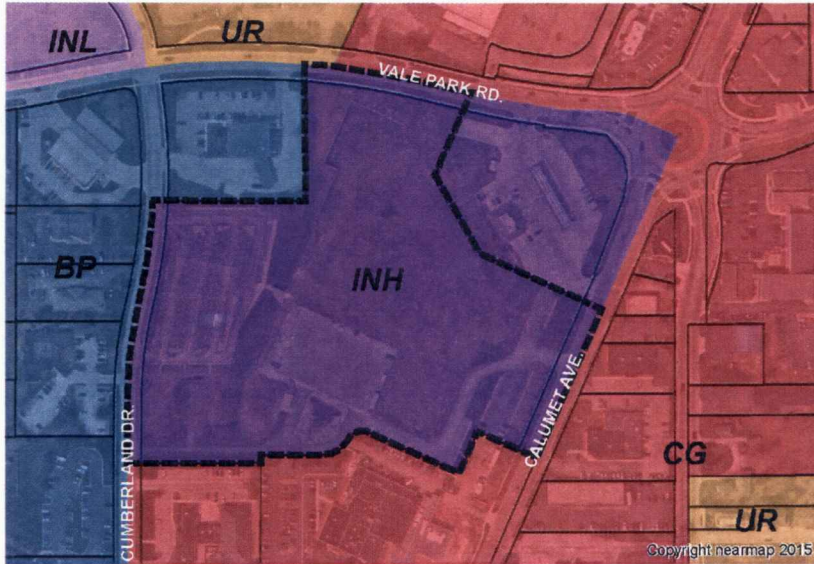 INL
UR
VALE PARK RD.
BP
INH
CUMBERLAND DR.
CALUMET AVE.
CG
UR
Copyright nearmap 2015